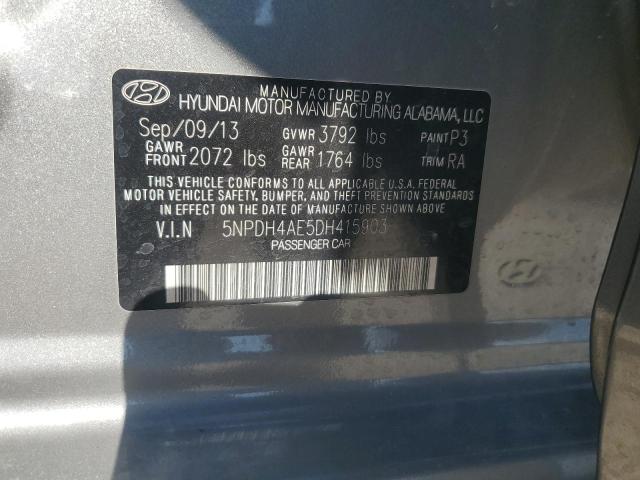 MANUFACTURED BY
HYUNDAI MOTOR MANUFACTURING ALABAMA, LLC
Sep/09/13 GVWR 3792 lbs PAINT P3
GAWR FRONT 2072 lbs GAWR REAR 1764 lbs TRIM RA
THIS VEHICLE CONFORMS TO ALL APPLICABLE U.S.A. FEDERAL
MOTOR VEHICLE SAFETY, BUMPER, AND THEFT PREVENTION STANDARDS
IN EFFECT ON THE DATE OF MANUFACTURE SHOWN ABOVE.
V.I.N 5NPDH4AE5DH415903
PASSENGER CAR